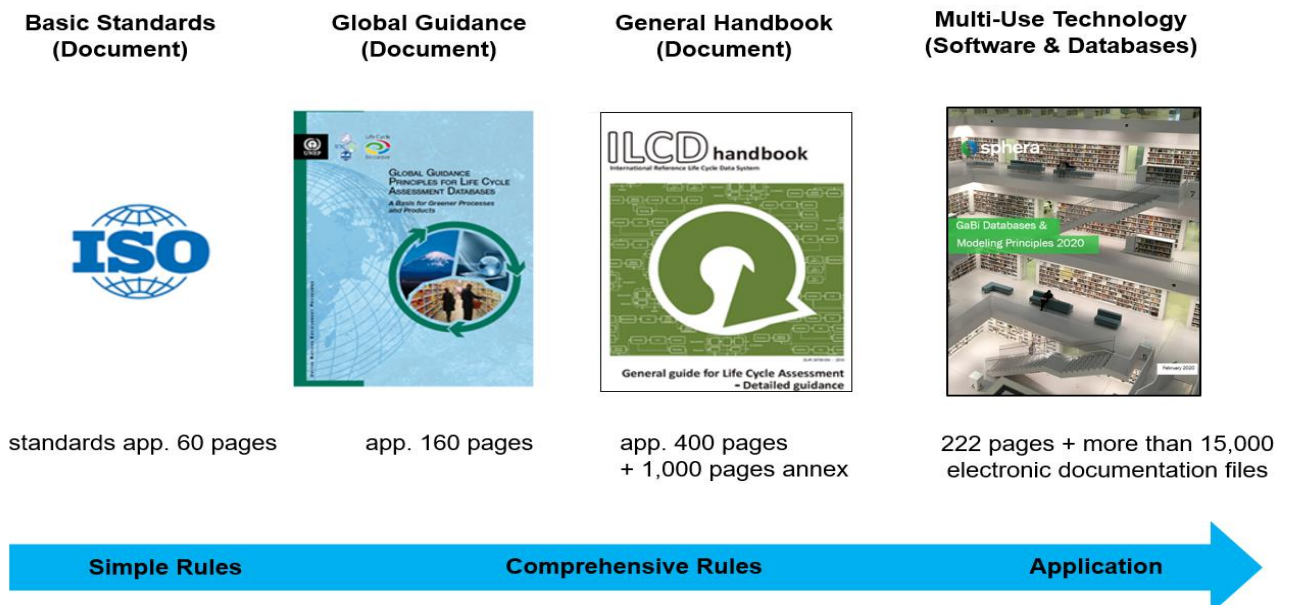 Basic Standards
(Document)
Global Guidance
(Document)
General Handbook
(Document)
Multi-Use Technology
(Software & Databases)
ISO
UNEP
Life Cycle
Initiative
GLOBAL GUIDANCE
PRINCIPLES FOR LIFE CYCLE
ASSESSMENT DATABASES
A Basis for Greener Processes
and Products
ILCD handbook
International Reference Life Cycle Data System
General guide for Life Cycle Assessment
- Detailed guidance
sphera
GaBi Databases &
Modeling Principles 2020
February 2020
standards app. 60 pages
app. 160 pages
app. 400 pages
+ 1,000 pages annex
222 pages + more than 15,000
electronic documentation files
Simple Rules
Comprehensive Rules
Application